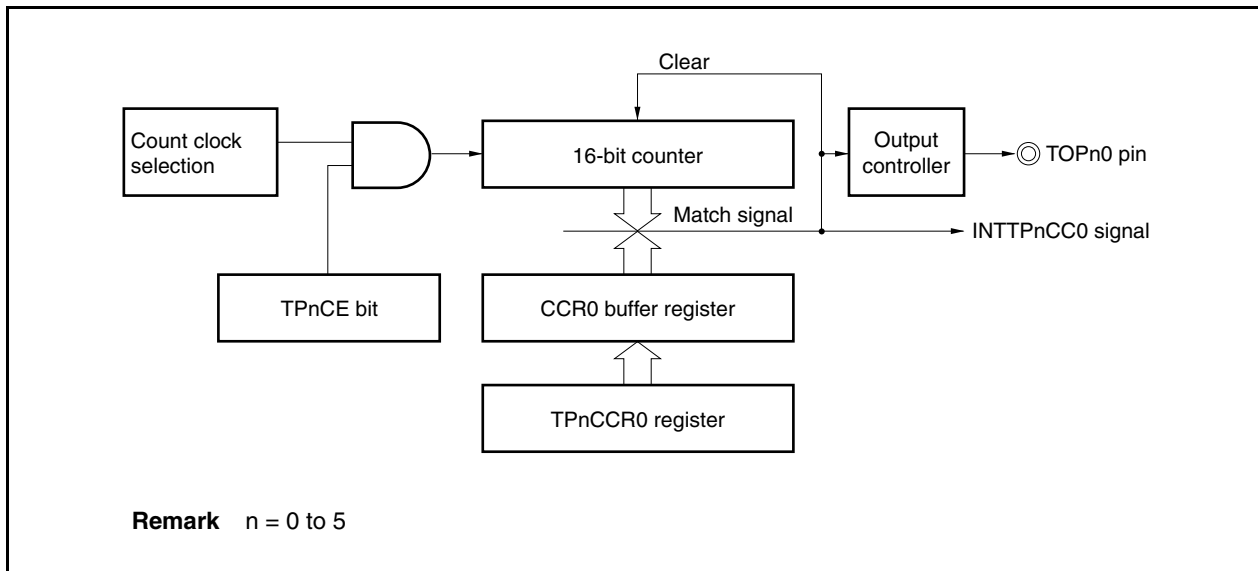 Clear
Count clock
selection
16-bit counter
Output
controller
TOPn0 pin
Match signal
INTTPnCC0 signal
TPnCE bit
CCR0 buffer register
TPnCCR0 register
Remark n = 0 to 5